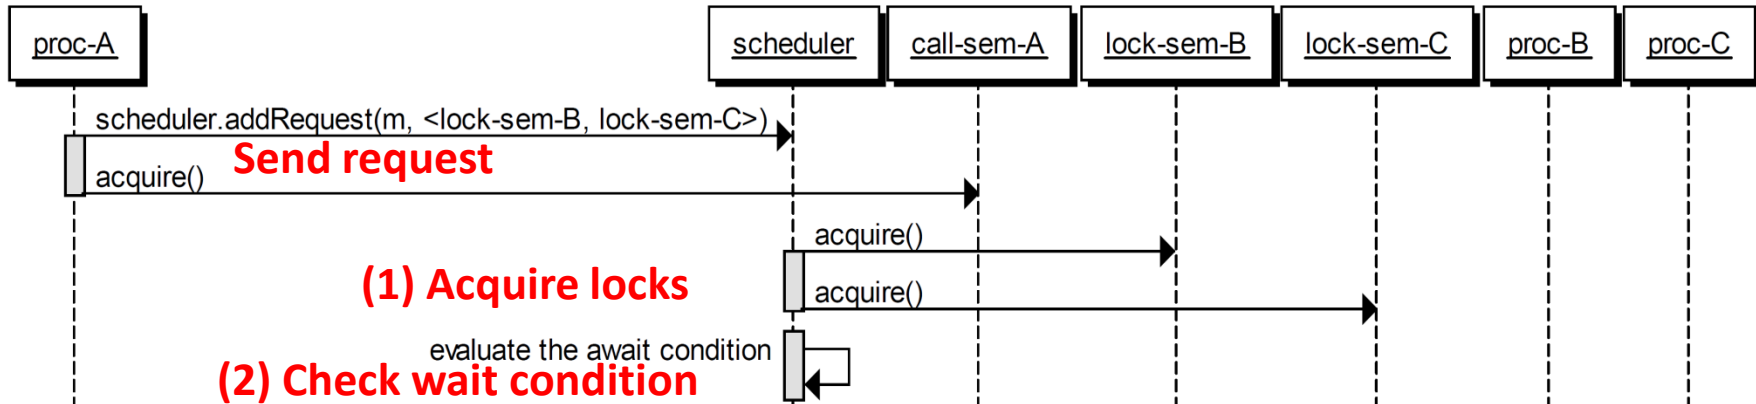 proc-A scheduler call-sem-A lock-sem-B lock-sem-C proc-B proc-C
scheduler.addRequest(m, <lock-sem-B, lock-sem-C>)
Send request
acquire()
acquire()
(1) Acquire locks
acquire()
evaluate the await condition
(2) Check wait condition